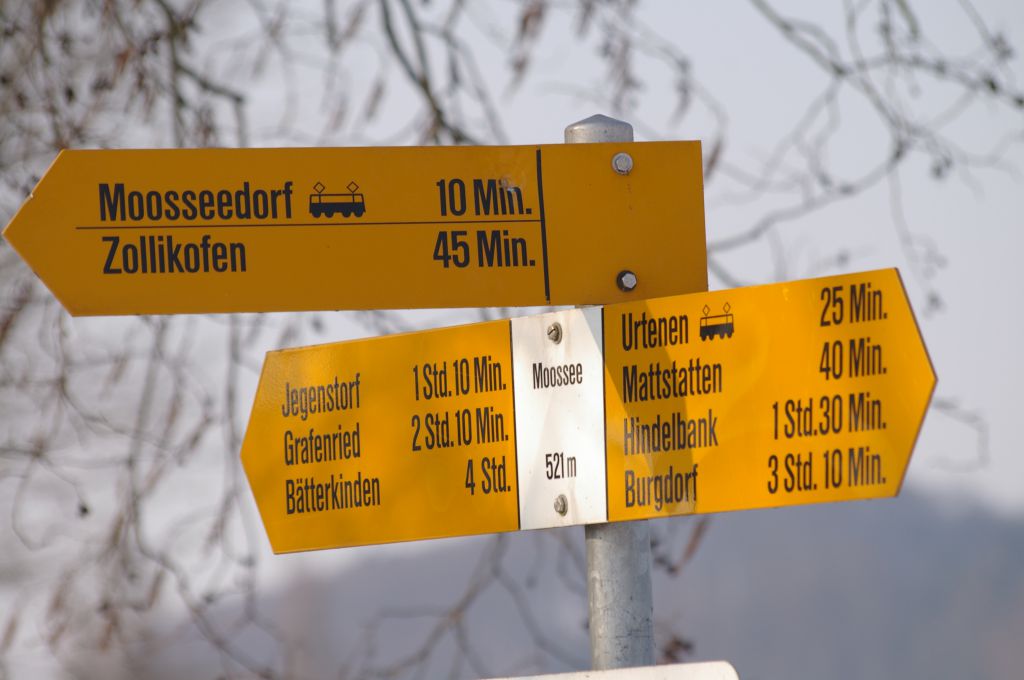 Moosseedorf 10 Min.
Zollikofen 45 Min.
Jegenstorf 1 Std. 10 Min.
Grafenried 2 Std. 10 Min.
Bätterkinden 4 Std.
Moossee
521 m
Urtenen 25 Min.
Mattstatten 40 Min.
Hindelbank 1 Std. 30 Min.
Burgdorf 3 Std. 10 Min.